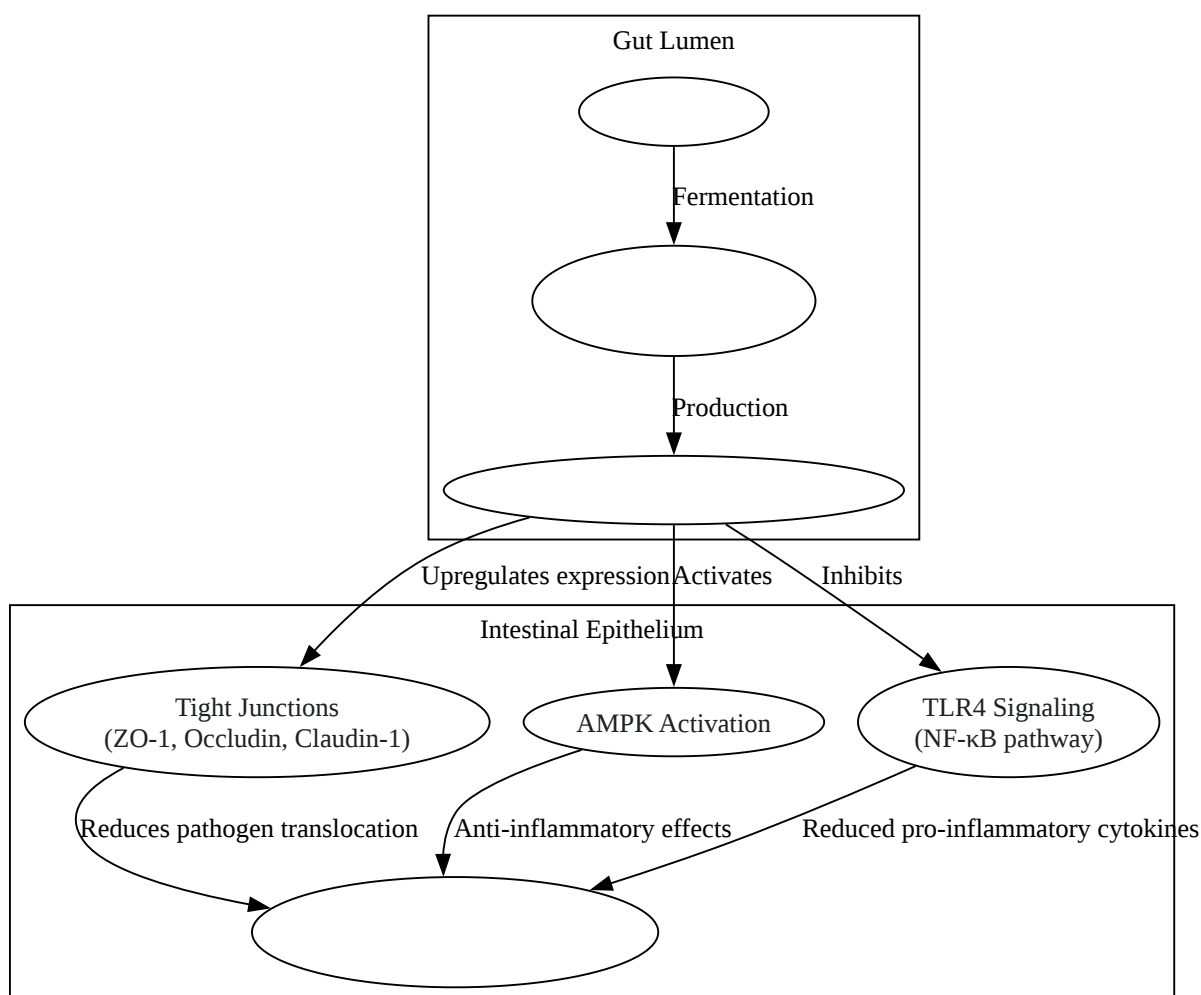 Gut Lumen
Fermentation
Production
Upregulates expression
Activates
Inhibits
Intestinal Epithelium
Tight Junctions
(ZO-1, Occludin, Claudin-1)
AMPK Activation
TLR4 Signaling
(NF-κB pathway)
Reduces pathogen translocation
Anti-inflammatory effects
Reduced pro-inflammatory cytokines